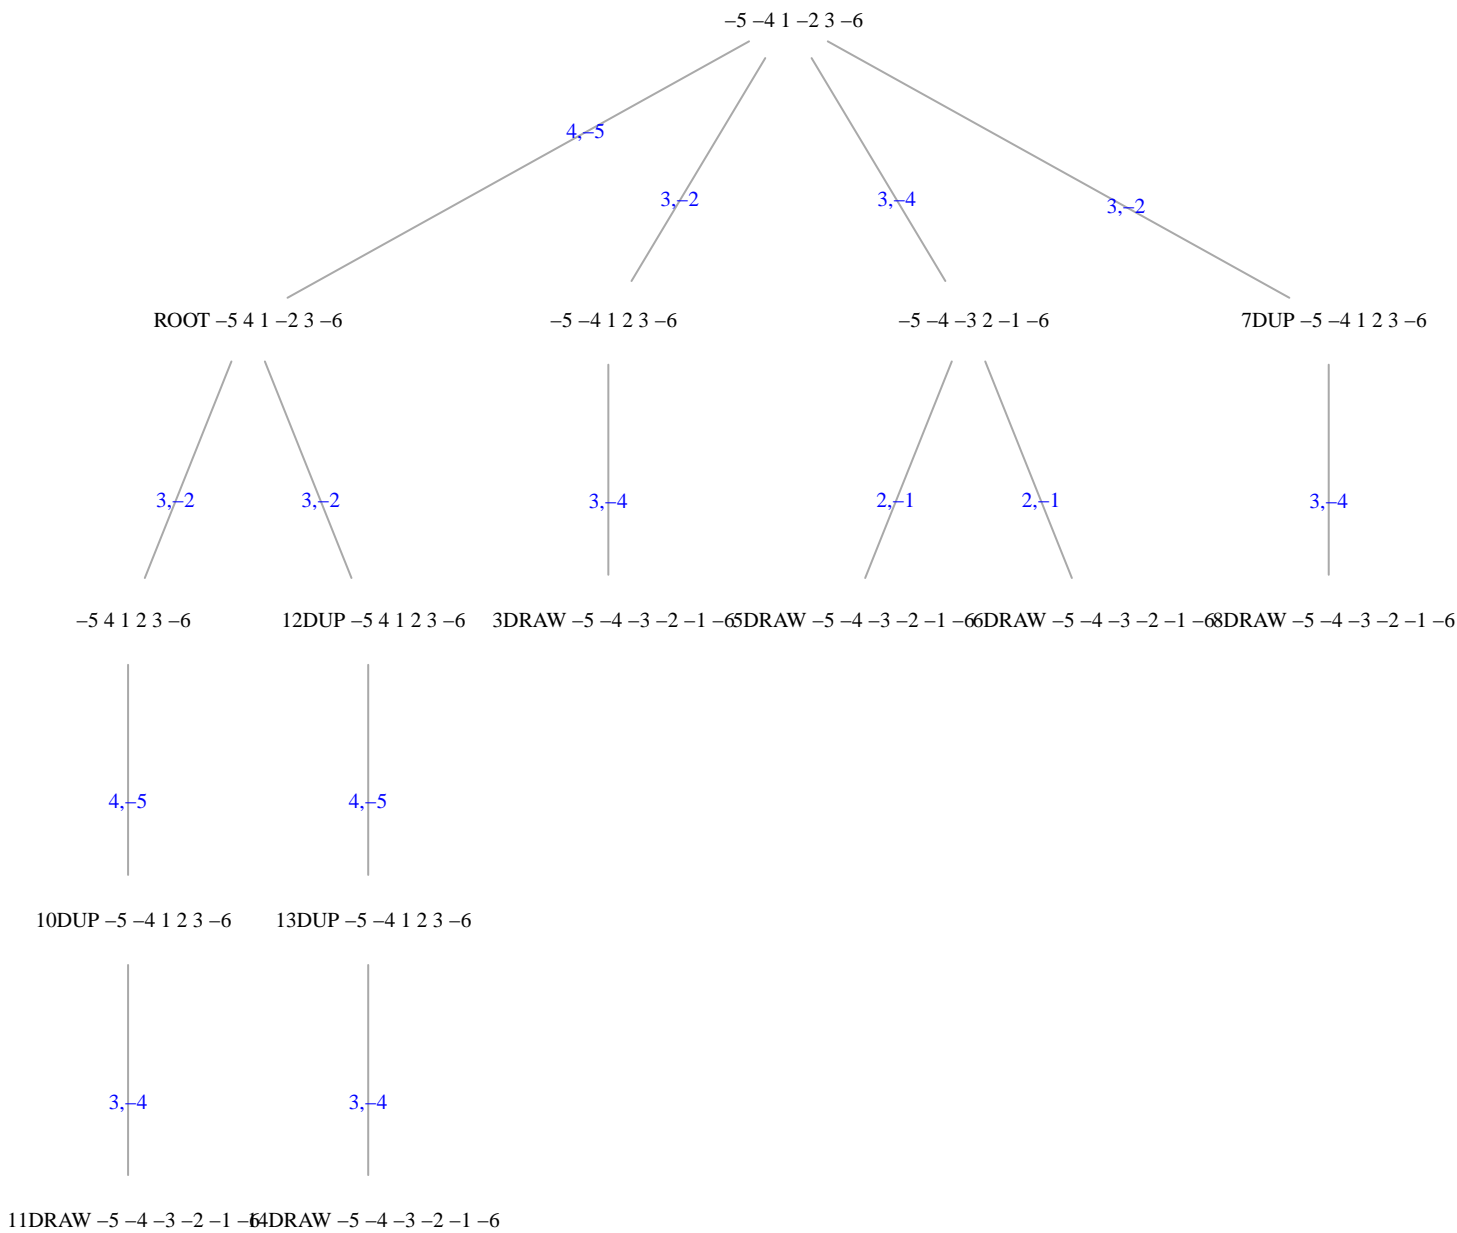 –5 –4 1 –2 3 –6
4,–5
3,–2
3,–4
3,–2
ROOT –5 4 1 –2 3 –6
–5 –4 1 2 3 –6
–5 –4 –3 2 –1 –6
7DUP –5 –4 1 2 3 –6
3,–2
3,–2
3,–4
2,–1
2,–1
3,–4
–5 4 1 2 3 –6
12DUP –5 4 1 2 3 –6
3DRAW –5 –4 –3 –2 –1 –6
5DRAW –5 –4 –3 –2 –1 –6
6DRAW –5 –4 –3 –2 –1 –6
8DRAW –5 –4 –3 –2 –1 –6
4,–5
4,–5
10DUP –5 –4 1 2 3 –6
13DUP –5 –4 1 2 3 –6
3,–4
3,–4
11DRAW –5 –4 –3 –2 –1 –6
14DRAW –5 –4 –3 –2 –1 –6